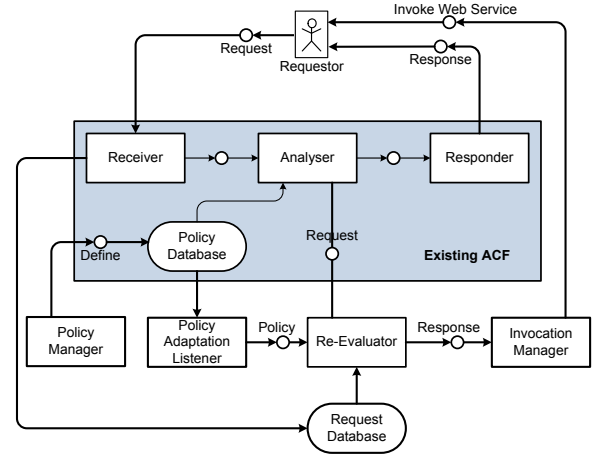 Invoke Web Service
Request
Response
Requestor
Receiver
Analyser
Responder
Policy
Database
Request
Define
Existing ACF
Policy
Manager
Policy
Adaptation
Listener
Policy
Re-Evaluator
Response
Invocation
Manager
Request
Database